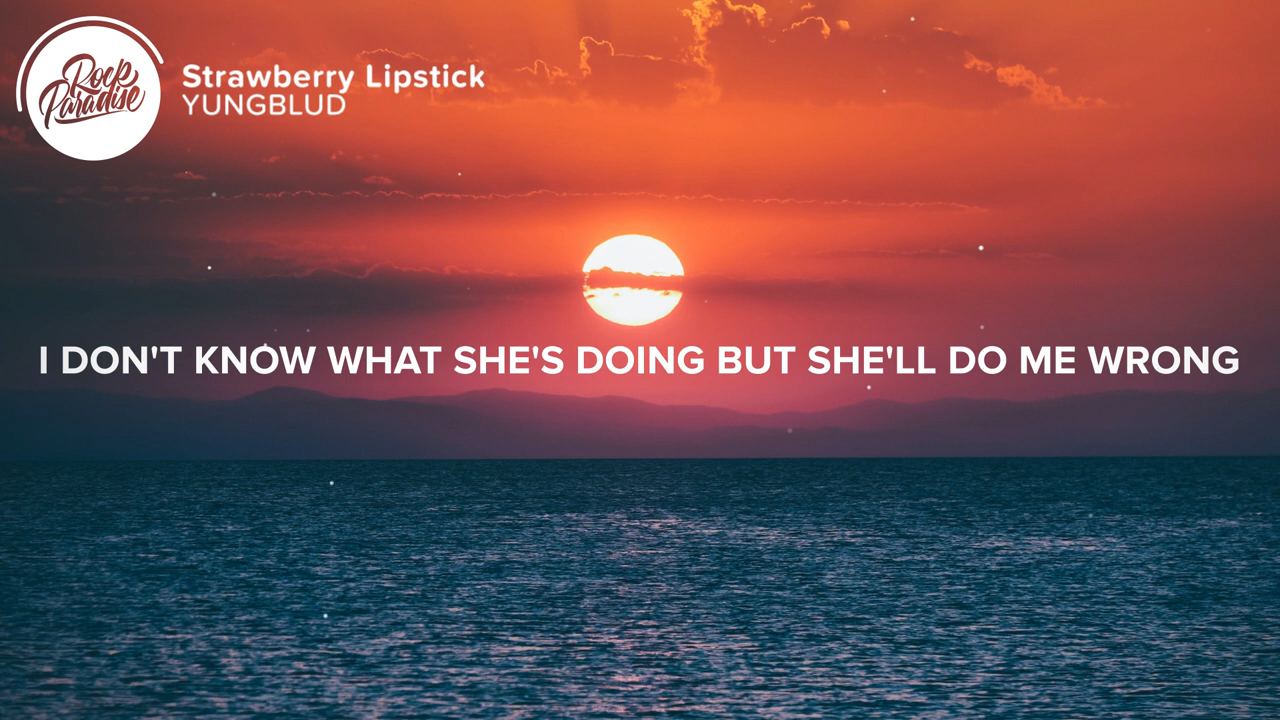 Rock
Paradise
Strawberry Lipstick
YUNGBLUD
I DON'T KNOW WHAT SHE'S DOING BUT SHE'LL DO ME WRONG